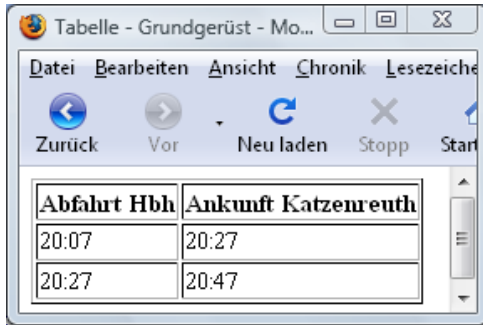 Tabelle - Grundgerüst - Mo...
Datei Bearbeiten Ansicht Chronik Lesezeiche
Zurück Vor Neu laden Stopp Start
Abfahrt Hbh Ankunft Katzenreuth
20:07 20:27
20:27 20:47